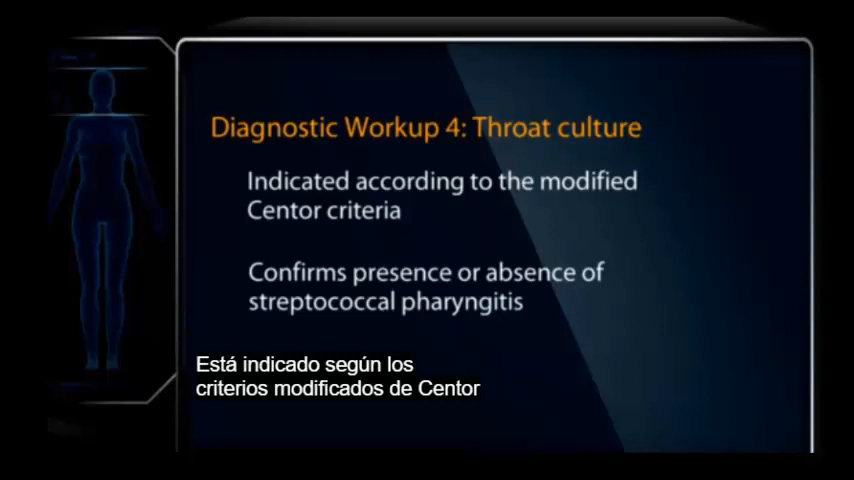 Diagnostic Workup 4: Throat culture
Indicated according to the modified
Centor criteria
Confirms presence or absence of
streptococcal pharyngitis
Está indicado según los
criterios modificados de Centor